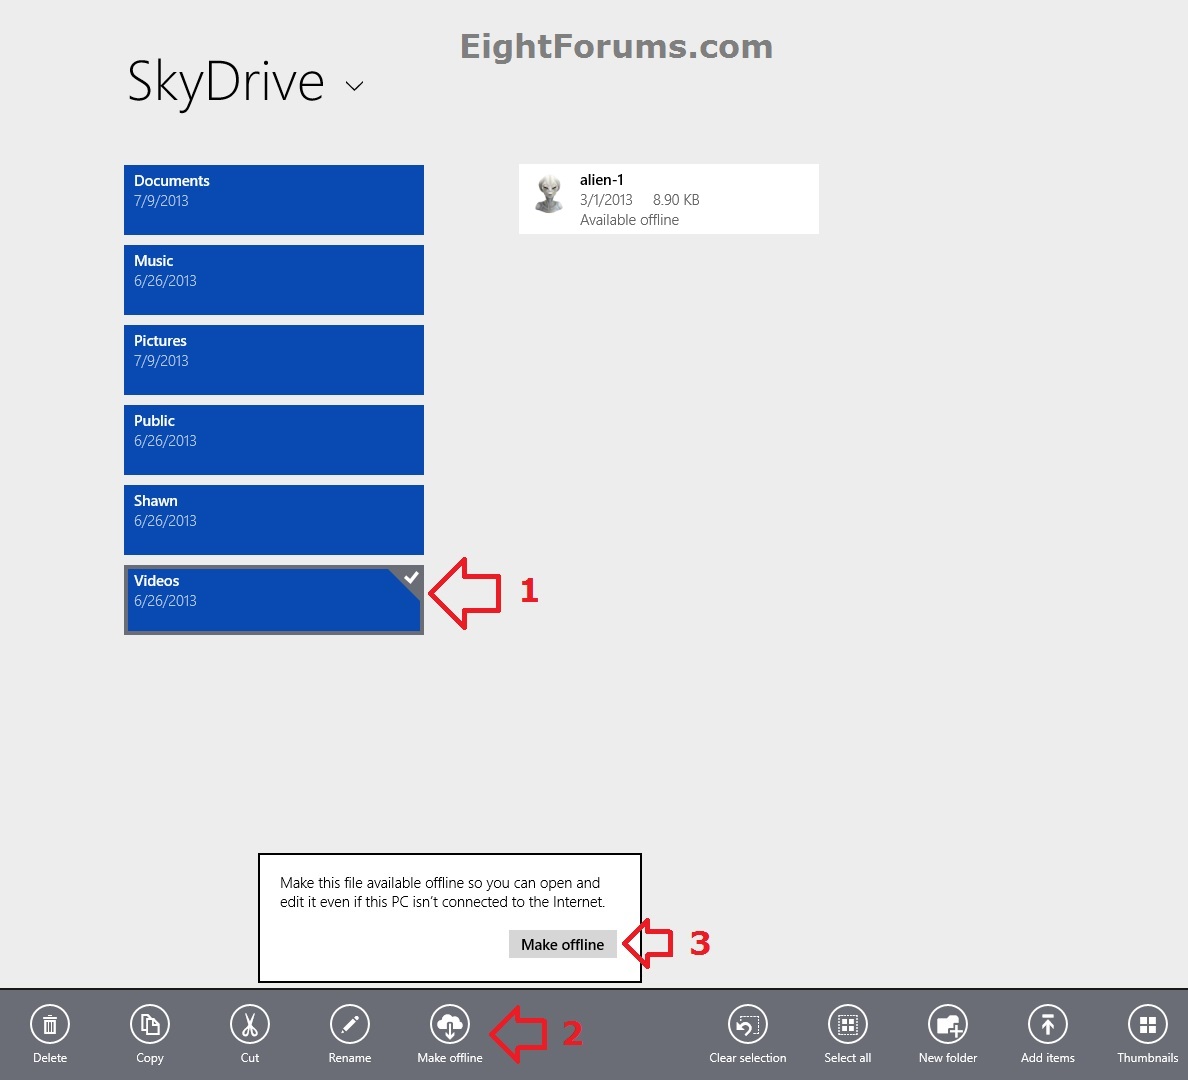 EightForums.com
SkyDrive
Documents
7/9/2013
Music
6/26/2013
Pictures
7/9/2013
Public
6/26/2013
Shawn
6/26/2013
Videos
6/26/2013
1
alien-1
3/1/2013 8.90 KB
Available offline
Make this file available offline so you can open and
edit it even if this PC isn't connected to the Internet.
Make offline
3
2
Delete
Copy
Cut
Rename
Make offline
Clear selection
Select all
New folder
Add items
Thumbnails